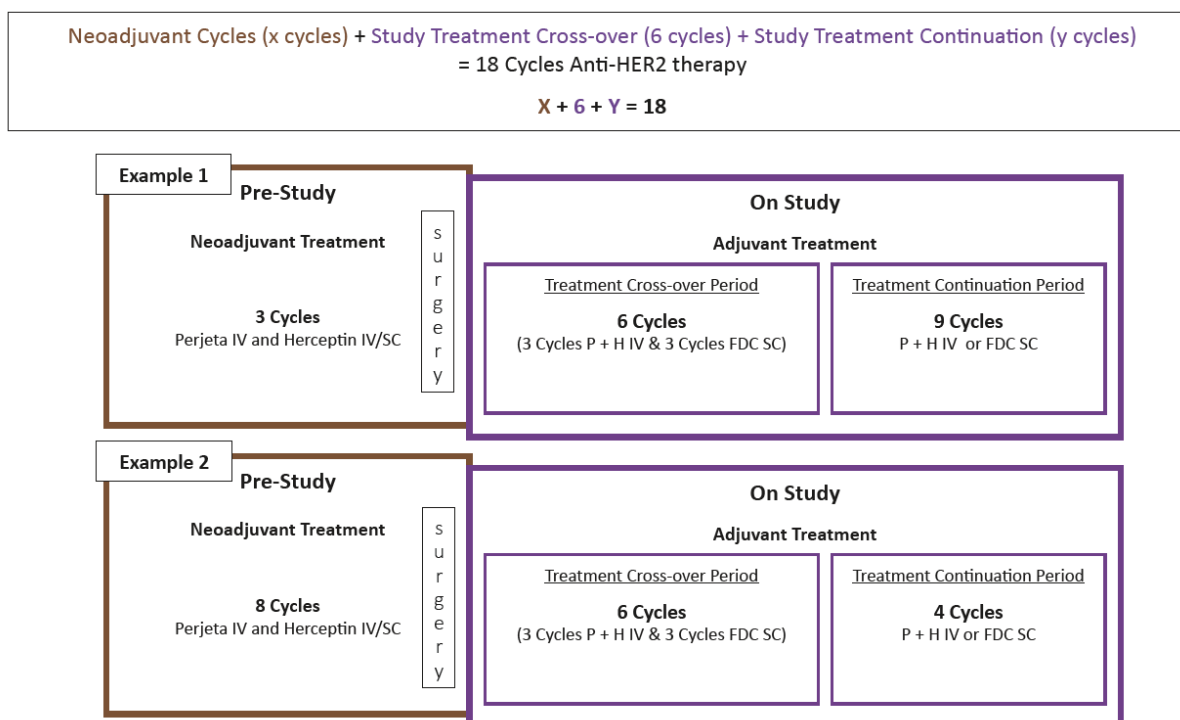 Neoadjuvant Cycles (x cycles) + Study Treatment Cross-over (6 cycles) + Study Treatment Continuation (y cycles)
= 18 Cycles Anti-HER2 therapy
X + 6 + Y = 18
Example 1
Pre-Study
Neoadjuvant Treatment
3 Cycles
Perjeta IV and Herceptin IV/SC
surgery
On Study
Adjuvant Treatment
Treatment Cross-over Period
6 Cycles
(3 Cycles P + H IV & 3 Cycles FDC SC)
Treatment Continuation Period
9 Cycles
P + H IV or FDC SC
Example 2
Pre-Study
Neoadjuvant Treatment
8 Cycles
Perjeta IV and Herceptin IV/SC
surgery
On Study
Adjuvant Treatment
Treatment Cross-over Period
6 Cycles
(3 Cycles P + H IV & 3 Cycles FDC SC)
Treatment Continuation Period
4 Cycles
P + H IV or FDC SC